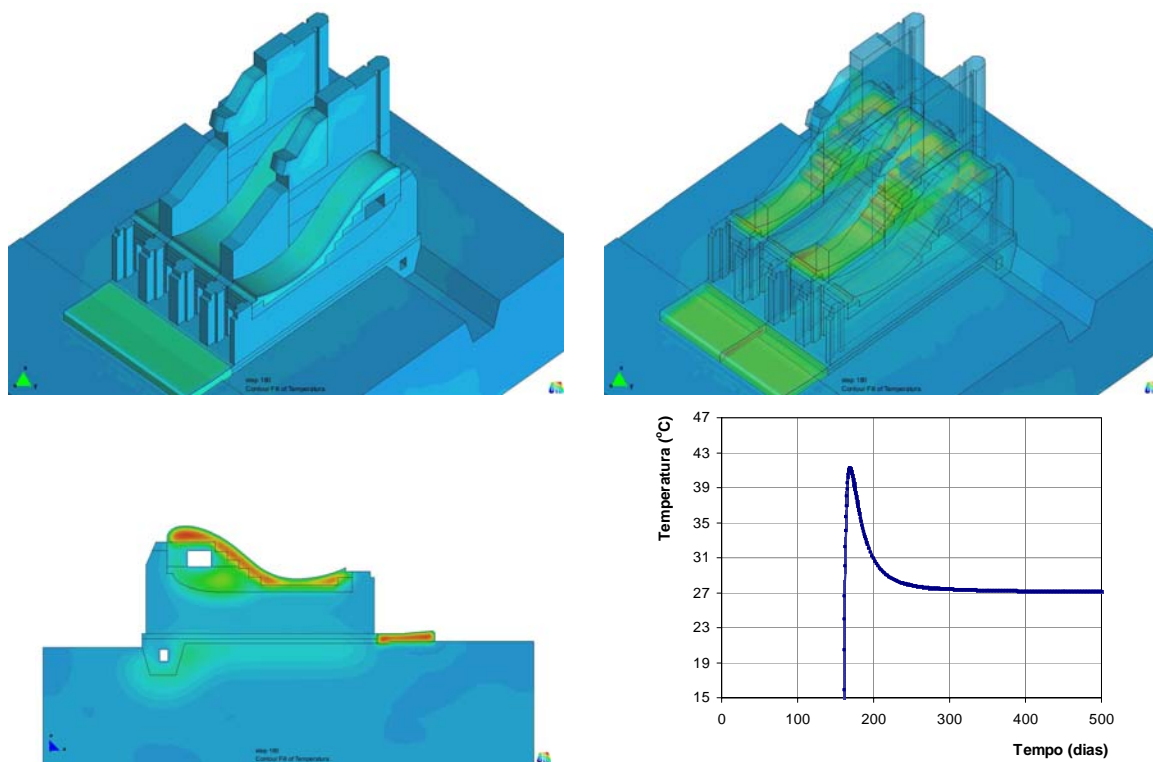 step 180
Contour Fill of Temperatura
step 180
Contour Fill of Temperatura
step 180
Contour Fill of Temperatura
Temperatura (°C)
47
43
39
35
31
27
23
19
15
0 100 200 300 400 500
Tempo (dias)